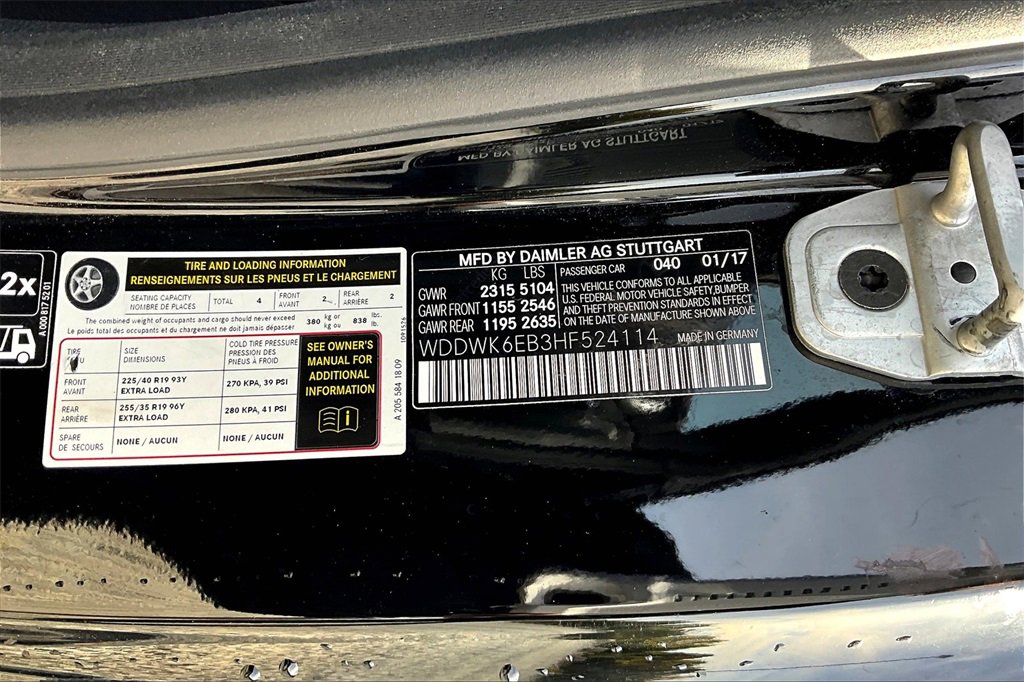 MFD BY DAIMLER AG STUTTGART
2x
A 000 817 52 01
TIRE AND LOADING INFORMATION
RENSEIGNEMENTS SUR LES PNEUS ET LE CHARGEMENT
SEATING CAPACITY
NOMBRE DE PLACES
TOTAL 4
FRONT
AVANT 2
REAR
ARRIÈRE 2
The combined weight of occupants and cargo should never exceed
Le poids total des occupants et du chargement ne doit jamais dépasser
380 kg or 838 lbs.
kg ou lb.
TIRE
SIZE
DIMENSIONS
COLD TIRE PRESSURE
PRESSION DES
PNEUS À FROID
FRONT
AVANT
225/40 R19 93Y
EXTRA LOAD
270 KPA, 39 PSI
REAR
ARRIÈRE
255/35 R19 96Y
EXTRA LOAD
280 KPA, 41 PSI
SPARE
DE SECOURS
NONE / AUCUN
NONE / AUCUN
SEE OWNER'S
MANUAL FOR
ADDITIONAL
INFORMATION
1091526
A 205 584 18 09
MFD BY DAIMLER AG STUTTGART
KG LBS
GWR 2315 5104
GAWR FRONT 1155 2546
GAWR REAR 1195 2635
PASSENGER CAR 040 01/17
THIS VEHICLE CONFORMS TO ALL APPLICABLE
U.S. FEDERAL MOTOR VEHICLE SAFETY,BUMPER
AND THEFT PREVENTION STANDARDS IN EFFECT
ON THE DATE OF MANUFACTURE SHOWN ABOVE
WDDWK6EB3HF524114 MADE IN GERMANY